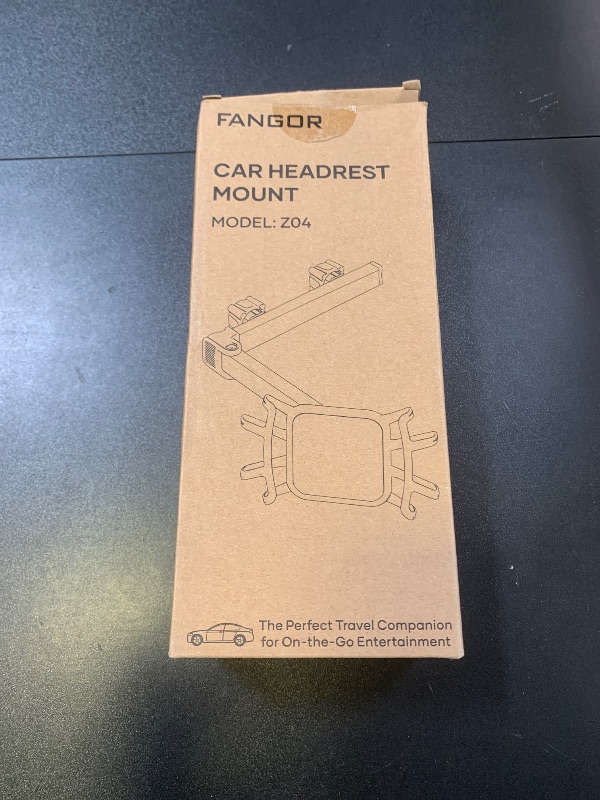 FANGOR
CAR HEADREST
MOUNT
MODEL: Z04
The Perfect Travel Companion
for On-the-Go Entertainment